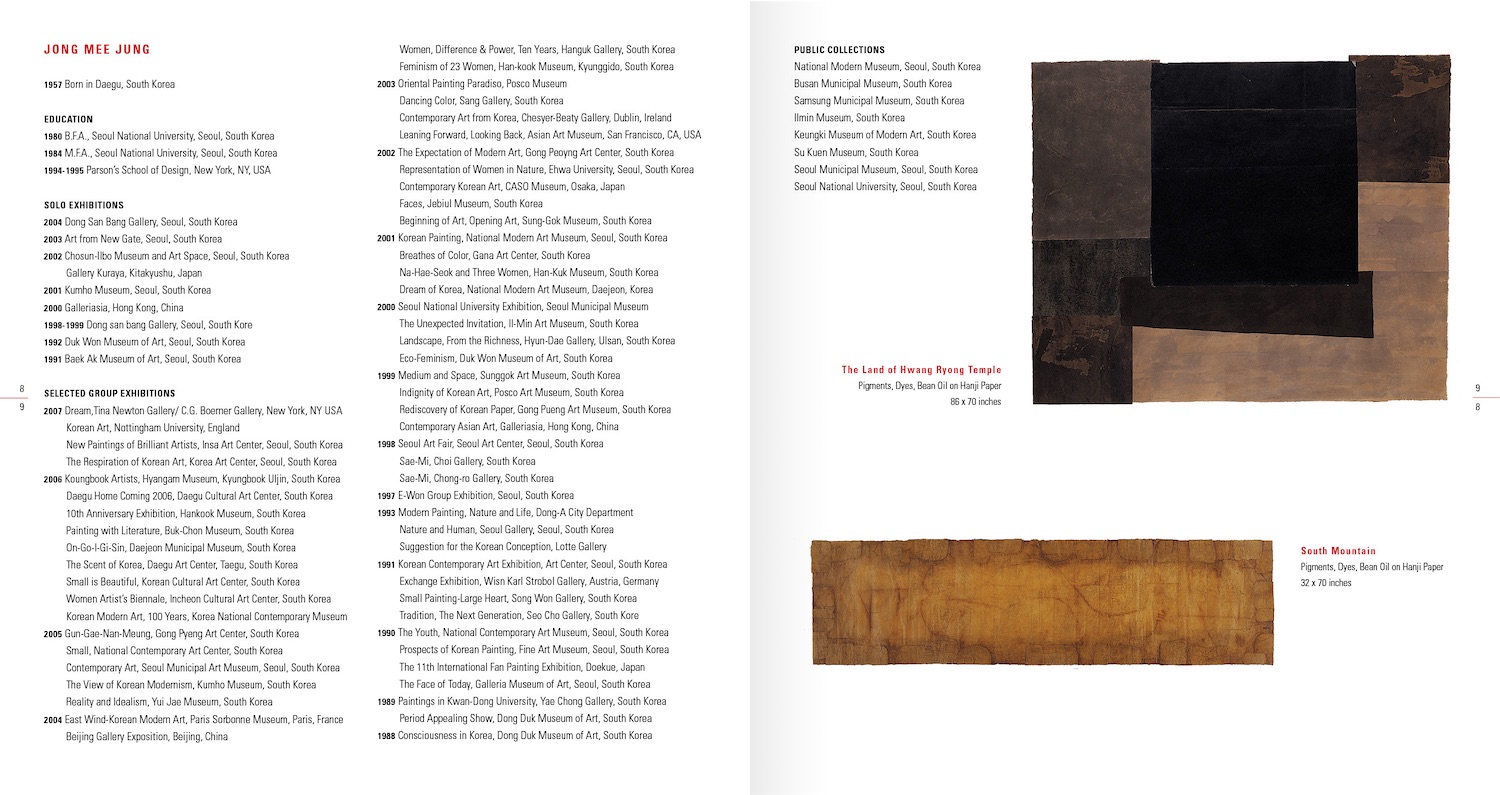 JONG MEE JUNG
1957 Born in Daegu, South Korea
EDUCATION
1980 B.F.A., Seoul National University, Seoul, South Korea
1984 M.F.A., Seoul National University, Seoul, South Korea
1994-1995 Parson's School of Design, New York, NY, USA
SOLO EXHIBITIONS
2004 Dong San Bang Gallery, Seoul, South Korea
2003 Art from New Gate, Seoul, South Korea
2002 Chosun-Ilbo Museum and Art Space, Seoul, South Korea
Gallery Kuraya, Kitakyushu, Japan
2001 Kumho Museum, Seoul, South Korea
2000 Galleriasia, Hong Kong, China
1998-1999 Dong san bang Gallery, Seoul, South Kore
1992 Duk Won Museum of Art, Seoul, South Korea
1991 Baek Ak Museum of Art, Seoul, South Korea
SELECTED GROUP EXHIBITIONS
2007 Dream,Tina Newton Gallery/ C.G. Boerner Gallery, New York, NY USA
Korean Art, Nottingham University, England
New Paintings of Brilliant Artists, Insa Art Center, Seoul, South Korea
The Respiration of Korean Art, Korea Art Center, Seoul, South Korea
2006 Koungbook Artists, Hyangam Museum, Kyungbook Uljin, South Korea
Daegu Home Coming 2006, Daegu Cultural Art Center, South Korea
10th Anniversary Exhibition, Hankook Museum, South Korea
Painting with Literature, Buk-Chon Museum, South Korea
On-Go-I-Gi-Sin, Daejeon Municipal Museum, South Korea
The Scent of Korea, Daegu Art Center, Taegu, South Korea
Small is Beautiful, Korean Cultural Art Center, South Korea
Women Artist's Biennale, Incheon Cultural Art Center, South Korea
Korean Modern Art, 100 Years, Korea National Contemporary Museum
2005 Gun-Gae-Nan-Meung, Gong Pyeng Art Center, South Korea
Small, National Contemporary Art Center, South Korea
Contemporary Art, Seoul Municipal Art Museum, Seoul, South Korea
The View of Korean Modernism, Kumho Museum, South Korea
Reality and Idealism, Yui Jae Museum, South Korea
2004 East Wind-Korean Modern Art, Paris Sorbonne Museum, Paris, France
Beijing Gallery Exposition, Beijing, China
8
9
Women, Difference & Power, Ten Years, Hanguk Gallery, South Korea
Feminism of 23 Women, Han-kook Museum, Kyunggido, South Korea
2003 Oriental Painting Paradiso, Posco Museum
Dancing Color, Sang Gallery, South Korea
Contemporary Art from Korea, Chesyer-Beaty Gallery, Dublin, Ireland
Leaning Forward, Looking Back, Asian Art Museum, San Francisco, CA, USA
2002 The Expectation of Modern Art, Gong Peoyng Art Center, South Korea
Representation of Women in Nature, Ehwa University, Seoul, South Korea
Contemporary Korean Art, CASO Museum, Osaka, Japan
Faces, Jebiul Museum, South Korea
Beginning of Art, Opening Art, Sung-Gok Museum, South Korea
2001 Korean Painting, National Modern Art Museum, Seoul, South Korea
Breathes of Color, Gana Art Center, South Korea
Na-Hae-Seok and Three Women, Han-Kuk Museum, South Korea
Dream of Korea, National Modern Art Museum, Daejeon, Korea
2000 Seoul National University Exhibition, Seoul Municipal Museum
The Unexpected Invitation, Il-Min Art Museum, South Korea
Landscape, From the Richness, Hyun-Dae Gallery, Ulsan, South Korea
Eco-Feminism, Duk Won Museum of Art, South Korea
1999 Medium and Space, Sunggok Art Museum, South Korea
Indignity of Korean Art, Posco Art Museum, South Korea
Rediscovery of Korean Paper, Gong Pueng Art Museum, South Korea
Contemporary Asian Art, Galleriasia, Hong Kong, China
1998 Seoul Art Fair, Seoul Art Center, Seoul, South Korea
Sae-Mi, Choi Gallery, South Korea
Sae-Mi, Chong-ro Gallery, South Korea
1997 E-Won Group Exhibition, Seoul, South Korea
1993 Modern Painting, Nature and Life, Dong-A City Department
Nature and Human, Seoul Gallery, Seoul, South Korea
Suggestion for the Korean Conception, Lotte Gallery
1991 Korean Contemporary Art Exhibition, Art Center, Seoul, South Korea
Exchange Exhibition, Wisn Karl Strobol Gallery, Austria, Germany
Small Painting-Large Heart, Song Won Gallery, South Korea
Tradition, The Next Generation, Seo Cho Gallery, South Kore
1990 The Youth, National Contemporary Art Museum, Seoul, South Korea
Prospects of Korean Painting, Fine Art Museum, Seoul, South Korea
The 11th International Fan Painting Exhibition, Doekue, Japan
The Face of Today, Galleria Museum of Art, Seoul, South Korea
1989 Paintings in Kwan-Dong University, Yae Chong Gallery, South Korea
Period Appealing Show, Dong Duk Museum of Art, South Korea
1988 Consciousness in Korea, Dong Duk Museum of Art, South Korea
PUBLIC COLLECTIONS
National Modern Museum, Seoul, South Korea
Busan Municipal Museum, South Korea
Samsung Municipal Museum, South Korea
Ilmin Museum, South Korea
Keungki Museum of Modern Art, South Korea
Su Kuen Museum, South Korea
Seoul Municipal Museum, Seoul, South Korea
Seoul National University, Seoul, South Korea
The Land of Hwang Ryong Temple
Pigments, Dyes, Bean Oil on Hanji Paper
86 x 70 inches
South Mountain
Pigments, Dyes, Bean Oil on Hanji Paper
32 x 70 inches
9
8